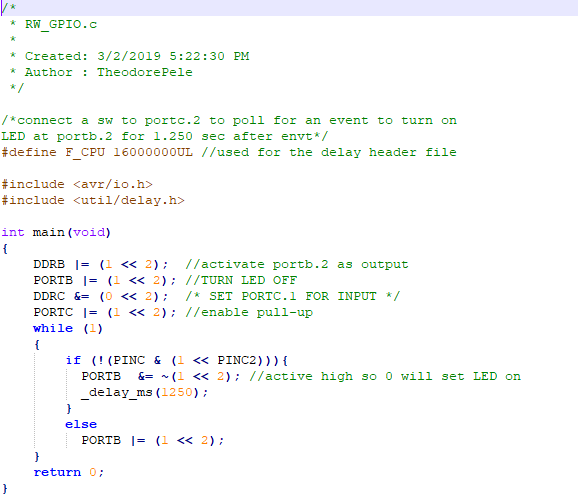 /*
 * RW_GPIO.c
 *
 * Created: 3/2/2019 5:22:30 PM
 * Author : TheodorePele
 */
/*connect a sw to portc.2 to poll for an event to turn on
LED at portb.2 for 1.250 sec after envt*/
#define F_CPU 16000000UL //used for the delay header file
#include <avr/io.h>
#include <util/delay.h>
int main(void)
{
    DDRB |= (1 << 2);  //activate portb.2 as output
    PORTB |= (1 << 2); //TURN LED OFF
    DDRC &= (0 << 2);  /* SET PORTC.1 FOR INPUT */
    PORTC |= (1 << 2); //enable pull-up
    while (1)
    {
        if (!(PINC & (1 << PINC2))){
          PORTB  &= ~(1 << 2); //active high so 0 will set LED on
          _delay_ms(1250);
        }
        else
          PORTB |= (1 << 2);
    }
    return 0;
}